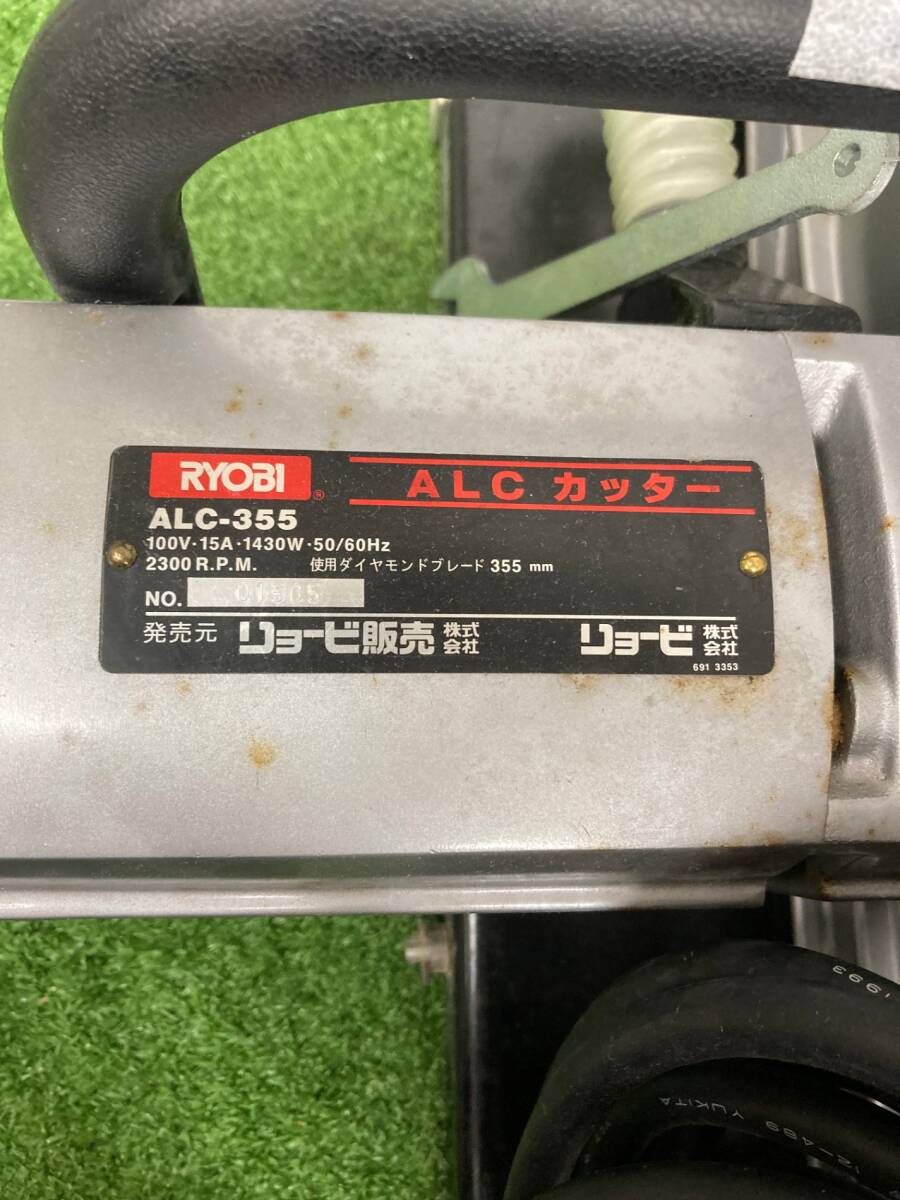 RYOBI ®
ALC カッター
ALC-355
100V・15A・1430W・50/60Hz
2300 R.P.M. 使用ダイヤモンドブレード 355 mm
NO.
発売元 リョービ販売 株式会社 リョービ 株式会社
691 3353
1993
YUKITA